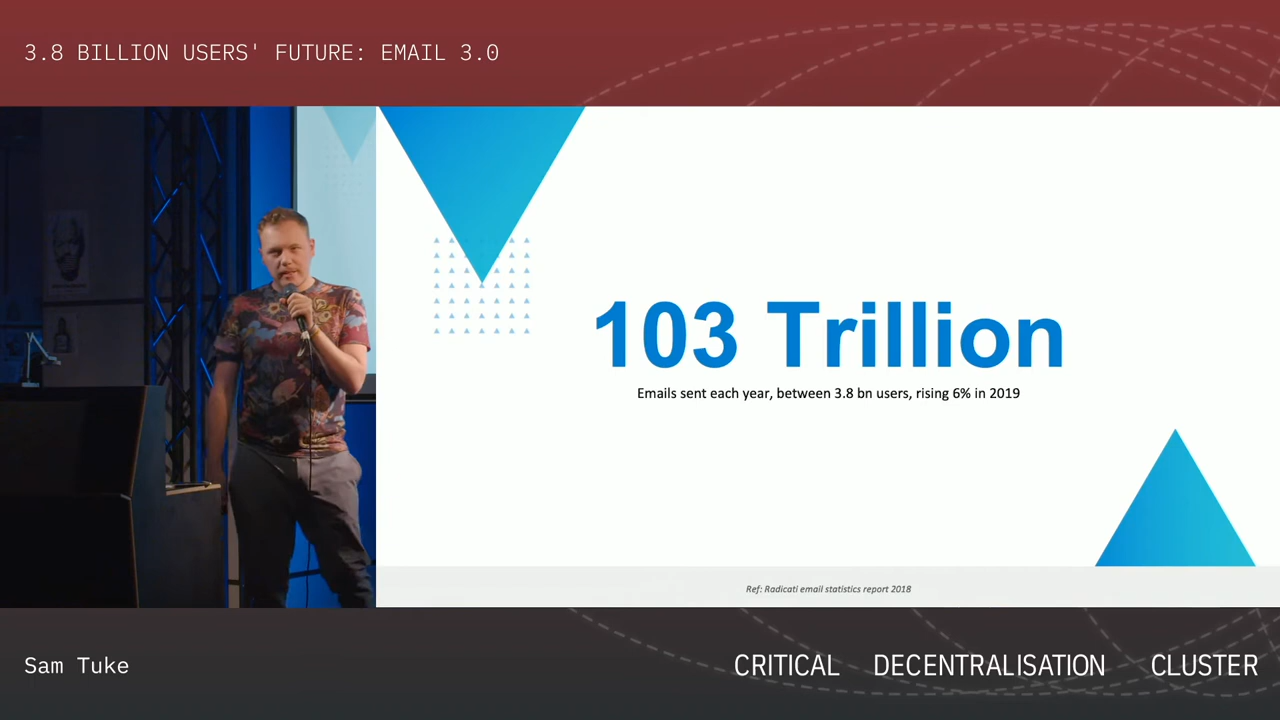 3.8 BILLION USERS' FUTURE: EMAIL 3.0
103 Trillion
Emails sent each year, between 3.8 bn users, rising 6% in 2019
Ref: Radicati email statistics report 2018
Sam Tuke
CRITICAL DECENTRALISATION CLUSTER